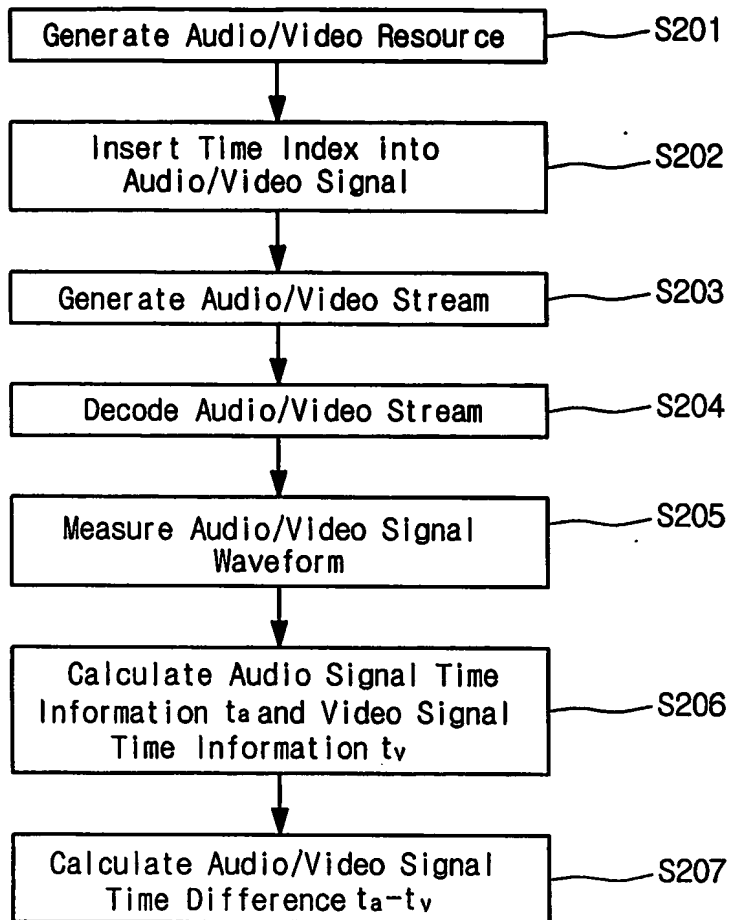 Generate Audio/Video Resource
S201
Insert Time Index into
Audio/Video Signal
S202
Generate Audio/Video Stream
S203
Decode Audio/Video Stream
S204
Measure Audio/Video Signal
Waveform
S205
Calculate Audio Signal Time
Information ta and Video Signal
Time Information tv
S206
Calculate Audio/Video Signal
Time Difference ta-tv
S207